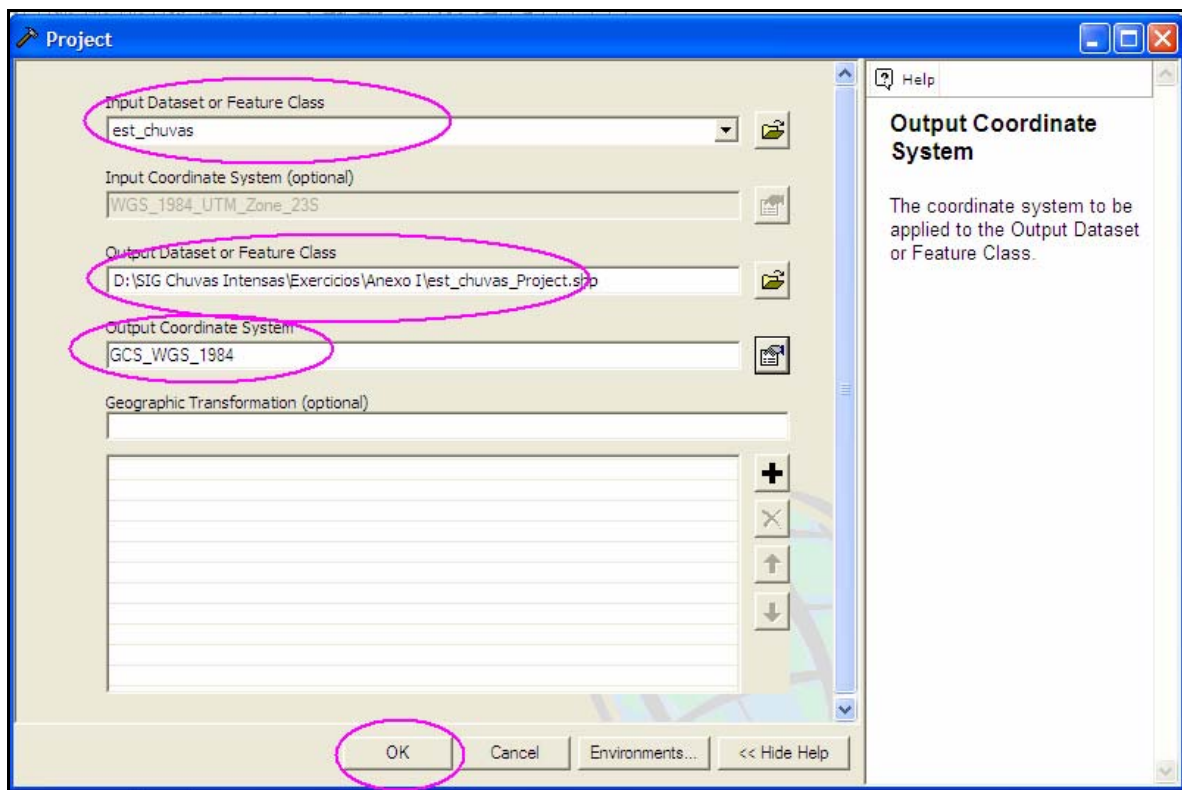 Project
Input Dataset or Feature Class
est_chuvas
Input Coordinate System (optional)
WGS_1984_UTM_Zone_23S
Output Dataset or Feature Class
D:\SIG Chuvas Intensas\Exercicios\Anexo I\est_chuvas_Project.shp
Output Coordinate System
GCS_WGS_1984
Geographic Transformation (optional)
OK
Cancel
Environments...
<< Hide Help
Help
Output Coordinate
System
The coordinate system to be
applied to the Output Dataset
or Feature Class.